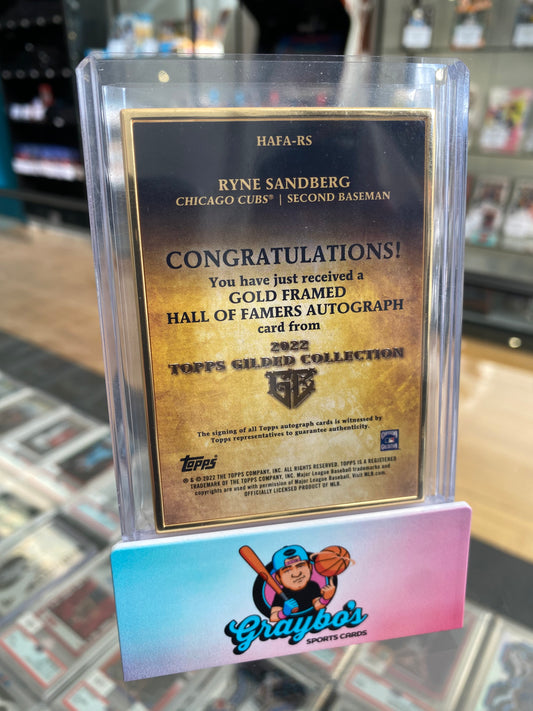 HAFA-RS
RYNE SANDBERG
CHICAGO CUBS® | SECOND BASEMAN
CONGRATULATIONS!
You have just received a
GOLD FRAMED
HALL OF FAMERS AUTOGRAPH
card from
2022
TOPPS GILDED COLLECTION
The signing of all Topps autograph cards is witnessed by
Topps representatives to guarantee authenticity.
Topps
® & © 2022 THE TOPPS COMPANY, INC. ALL RIGHTS RESERVED. TOPPS IS A REGISTERED
TRADEMARK OF THE TOPPS COMPANY, INC. Major League Baseball trademarks and
copyrights are used with permission of Major League Baseball. Visit MLB.com.
OFFICIALLY LICENSED PRODUCT OF MLB.
Graybo's
SPORTS CARDS